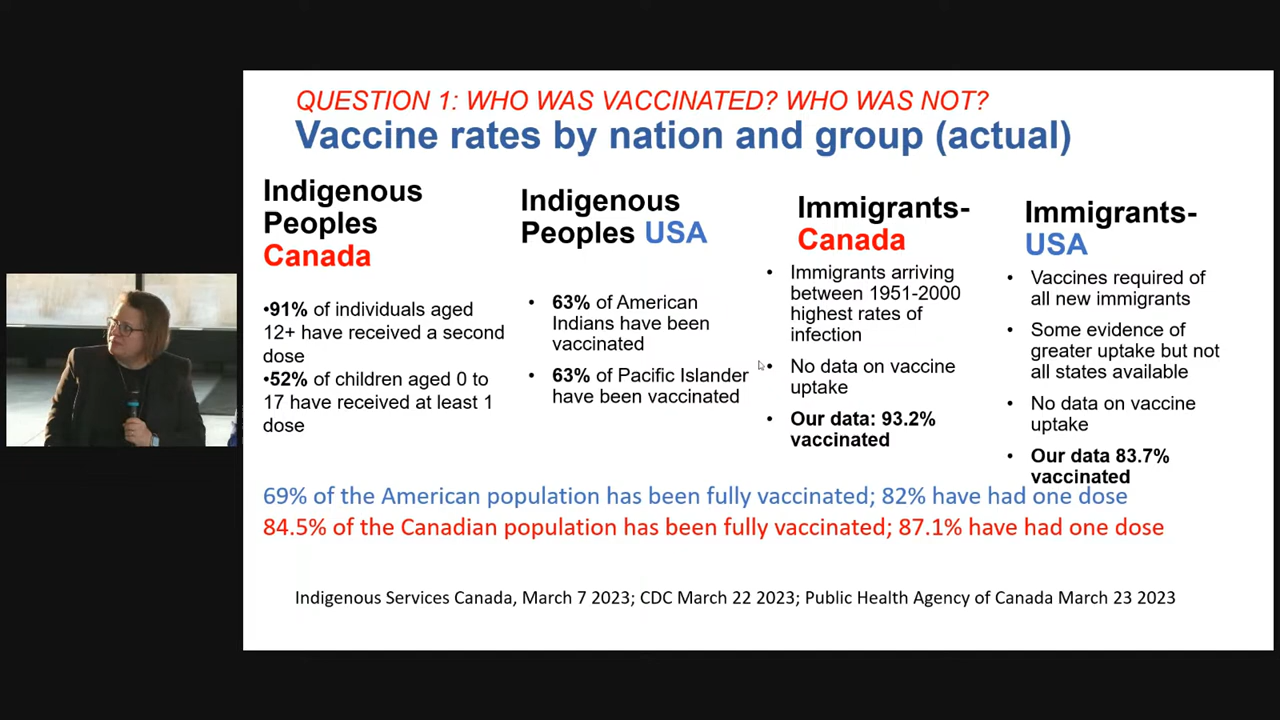 QUESTION 1: WHO WAS VACCINATED? WHO WAS NOT?
Vaccine rates by nation and group (actual)
Indigenous
Peoples
Canada
•91% of individuals aged
12+ have received a second
dose
•52% of children aged 0 to
17 have received at least 1
dose
Indigenous
Peoples USA
• 63% of American
Indians have been
vaccinated
• 63% of Pacific Islander
have been vaccinated
Immigrants-
Canada
• Immigrants arriving
between 1951-2000
highest rates of
infection
• No data on vaccine
uptake
• Our data: 93.2%
vaccinated
Immigrants-
USA
• Vaccines required of
all new immigrants
• Some evidence of
greater uptake but not
all states available
• No data on vaccine
uptake
• Our data 83.7%
vaccinated
69% of the American population has been fully vaccinated; 82% have had one dose
84.5% of the Canadian population has been fully vaccinated; 87.1% have had one dose
Indigenous Services Canada, March 7 2023; CDC March 22 2023; Public Health Agency of Canada March 23 2023